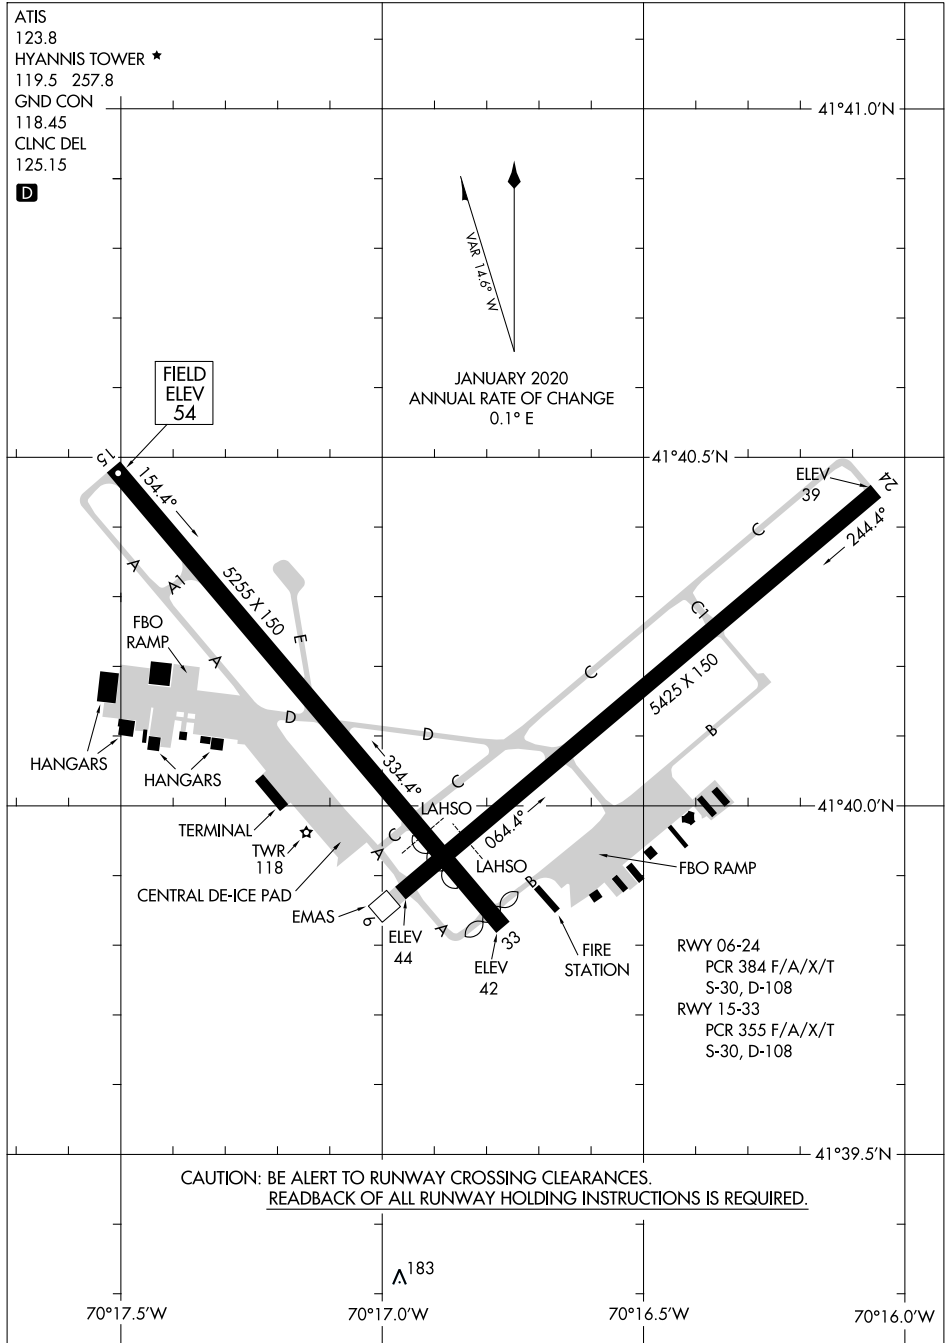 ATIS
123.8
HYANNIS TOWER
119.5 257.8
GND CON
118.45
CLNC DEL
125.15
D
41°41.0'N
VAR 14.6° W
JANUARY 2020
ANNUAL RATE OF CHANGE
0.1° E
FIELD
ELEV
54
15
154.4°
41°40.5'N
ELEV
39
24
244.4°
C
A
A1
5255 X 150
E
C1
FBO
RAMP
A
C
5425 X 150
D
D
B
HANGARS
HANGARS
334.4°
C
LAHSO
064.4°
41°40.0'N
TERMINAL
TWR
118
C
A
LAHSO
FBO RAMP
CENTRAL DE-ICE PAD
B
EMAS
6
ELEV
44
A
33
ELEV
42
FIRE
STATION
RWY 06-24
PCR 384 F/A/X/T
S-30, D-108
RWY 15-33
PCR 355 F/A/X/T
S-30, D-108
41°39.5'N
CAUTION: BE ALERT TO RUNWAY CROSSING CLEARANCES.
READBACK OF ALL RUNWAY HOLDING INSTRUCTIONS IS REQUIRED.
183
70°17.5'W
70°17.0'W
70°16.5'W
70°16.0'W